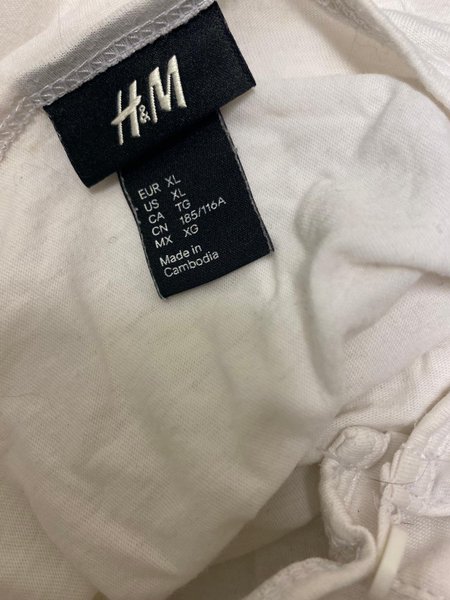 H&M
EUR XL
US XL
CA TG
CN 185/116A
MX XG
Made in
Cambodia